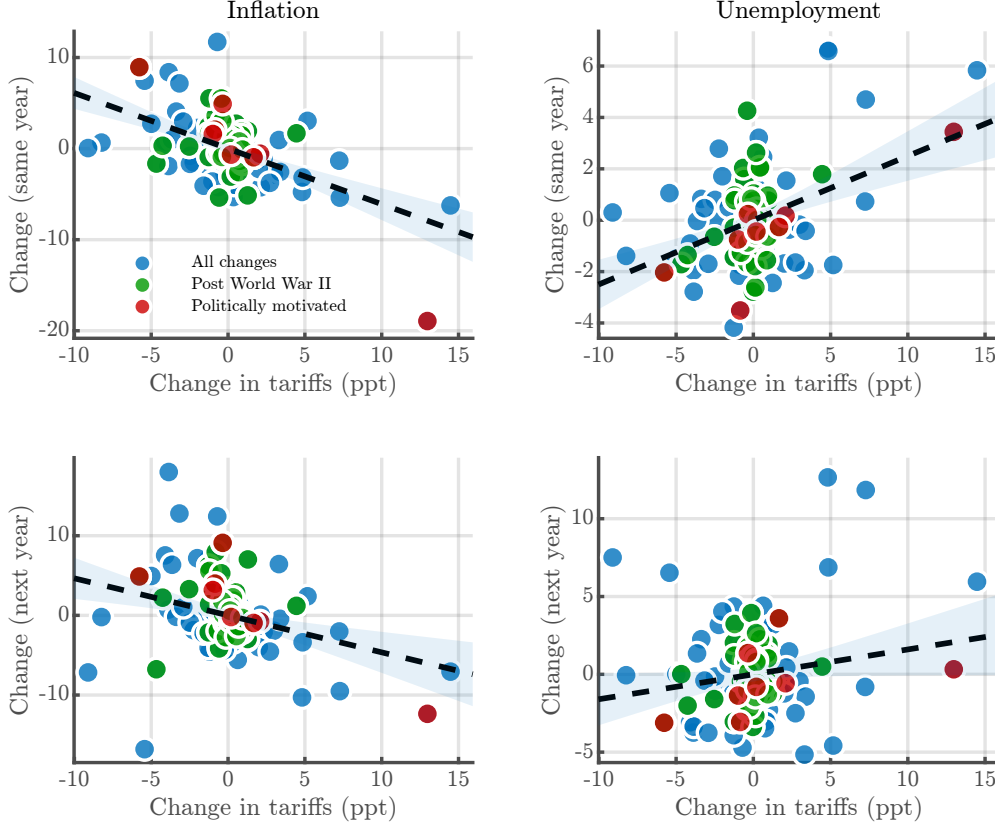 Inflation
Unemployment
Change (same year)
10
0
-10
-20
All changes
Post World War II
Politically motivated
-10 -5 0 5 10 15
Change in tariffs (ppt)
Change (same year)
6
4
2
0
-2
-4
-10 -5 0 5 10 15
Change in tariffs (ppt)
Change (next year)
10
0
-10
-10 -5 0 5 10 15
Change in tariffs (ppt)
Change (next year)
10
5
0
-5
-10 -5 0 5 10 15
Change in tariffs (ppt)